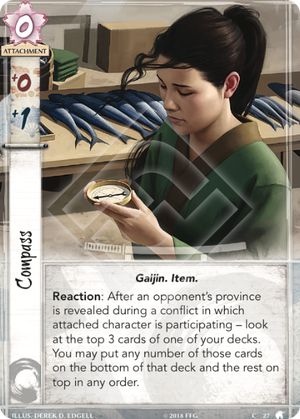 0
ATTACHMENT
+0
+1
Compass
Gaijin. Item.
Reaction: After an opponent's province
is revealed during a conflict in which
attached character is participating – look
at the top 3 cards of one of your decks.
You may put any number of those cards
on the bottom of that deck and the rest on
top in any order.
ILLUS: DEREK D. EDGELL
©2018 FFG
C 27